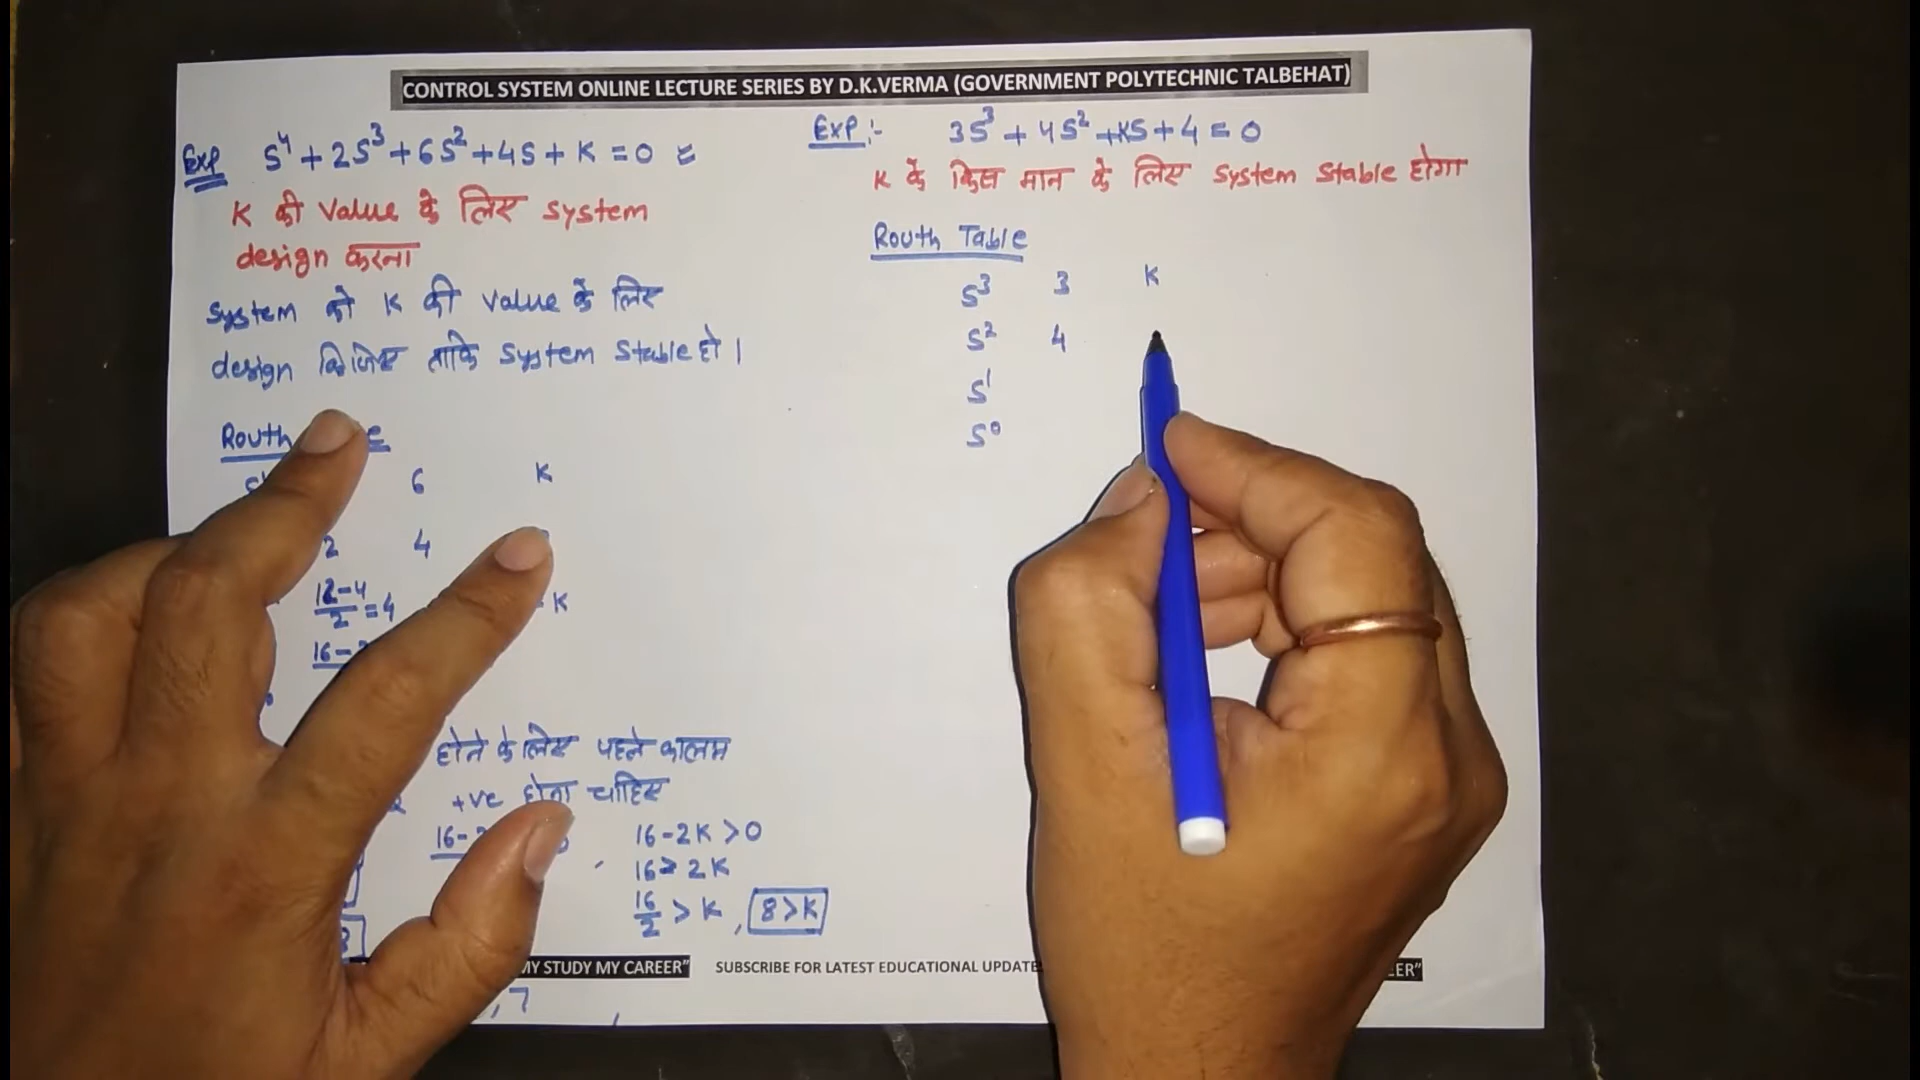 CONTROL SYSTEM ONLINE LECTURE SERIES BY D.K.VERMA (GOVERNMENT POLYTECHNIC TALBEHAT)
Exp S⁴ + 2S³ + 6S² + 4S + K = 0
K की Value के लिए system
design करना
System को K की Value के लिए
design किजिए ताकि System Stable हो।
Routh
6 K
2 4
12-4/2 = 4 K
16-
होने के लिए पहले कालम
+ve होना चाहिए
16-2K > 0
16 > 2K
16/2 > K, 8 > K
, 7
Exp:- 3S³ + 4S² + KS + 4 = 0
K के किस मान के लिए System Stable होगा
Routh Table
S³ 3 K
S² 4
S¹
S⁰
MY STUDY MY CAREER" SUBSCRIBE FOR LATEST EDUCATIONAL UPDATE